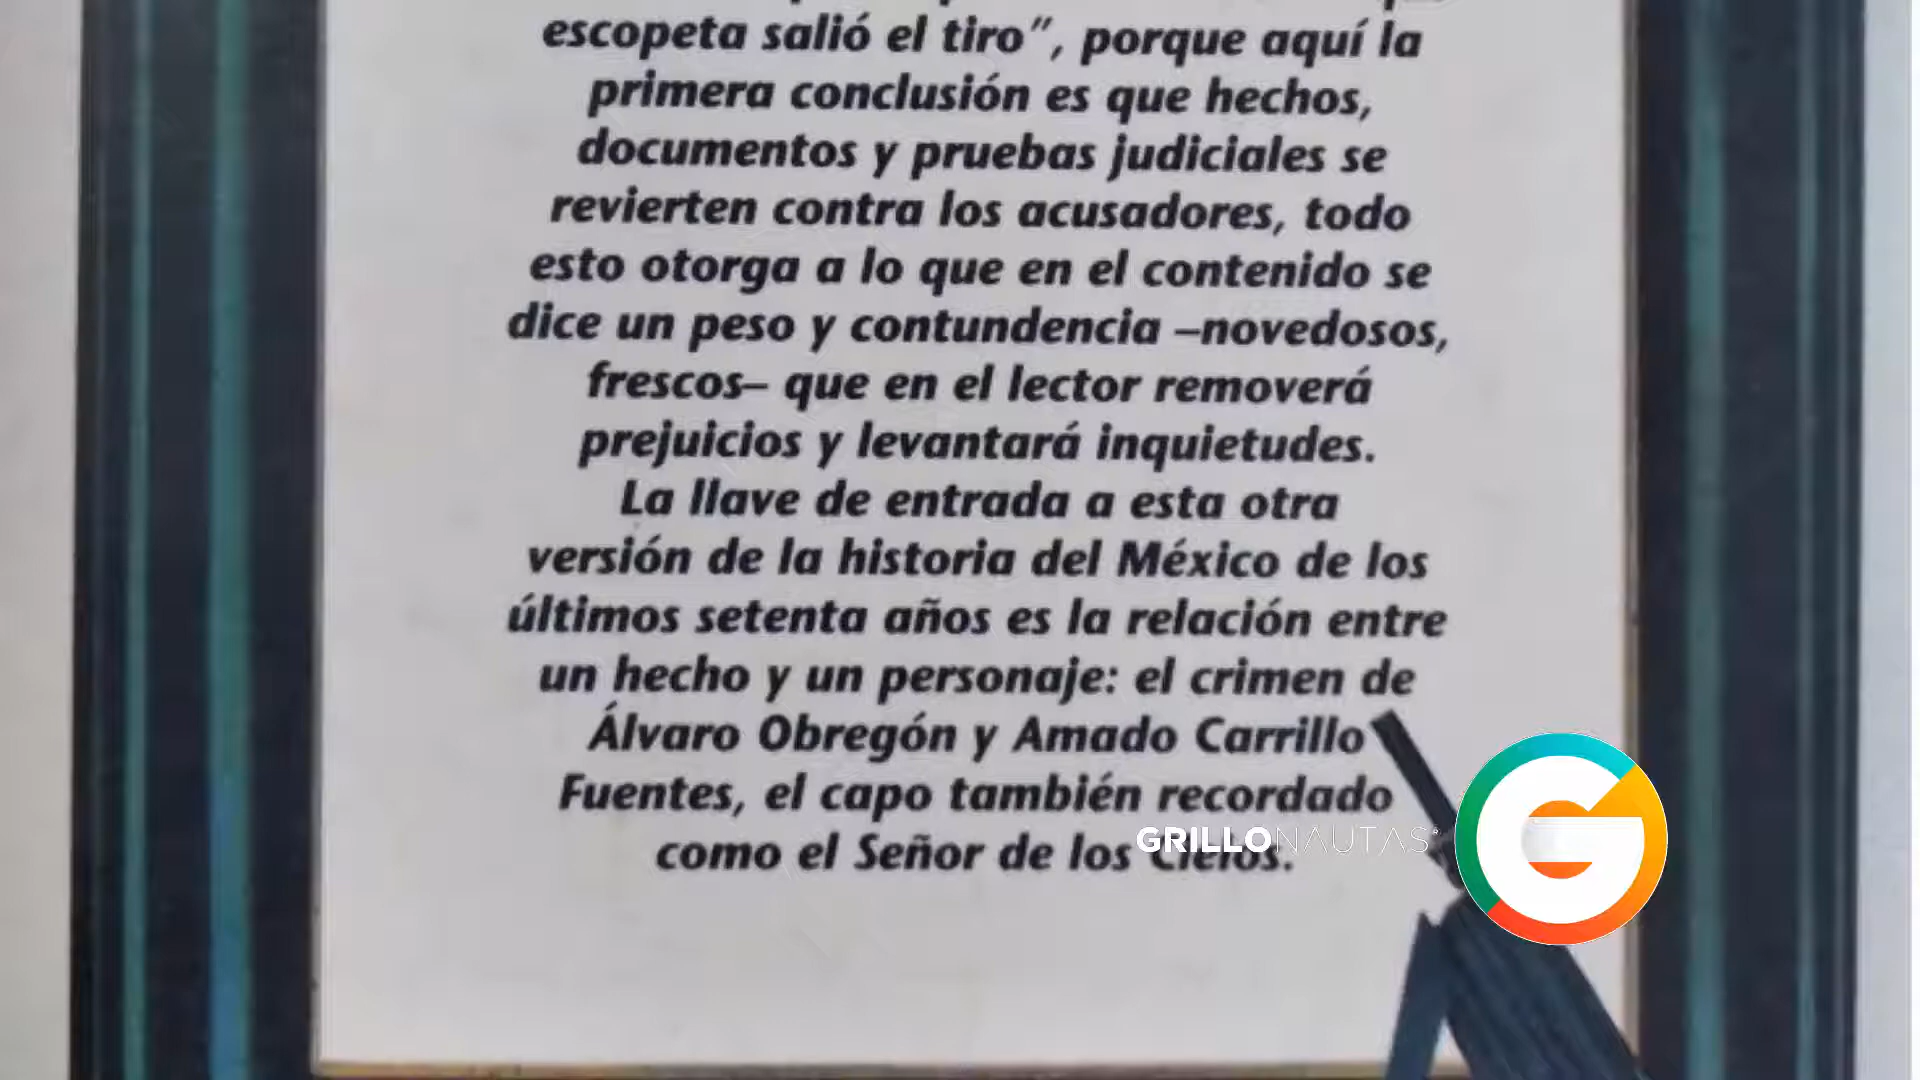 escopeta salió el tiro”, porque aquí la
primera conclusión es que hechos,
documentos y pruebas judiciales se
revierten contra los acusadores, todo
esto otorga a lo que en el contenido se
dice un peso y contundencia –novedosos,
frescos– que en el lector removerá
prejuicios y levantará inquietudes.
La llave de entrada a esta otra
versión de la historia del México de los
últimos setenta años es la relación entre
un hecho y un personaje: el crimen de
Álvaro Obregón y Amado Carrillo
Fuentes, el capo también recordado
como el Señor de los Cielos.
GRILLONAUTAS
G